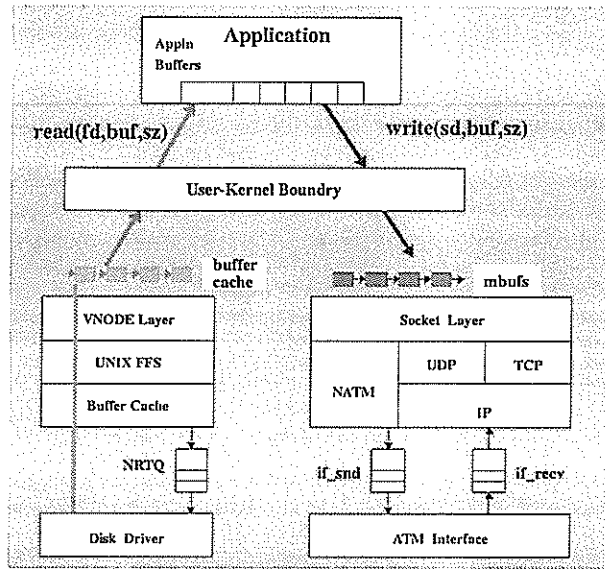 Application
Appln
Buffers
read(fd,buf,sz)
write(sd,buf,sz)
User-Kernel Boundry
buffer
cache
mbufs
VNODE Layer
UNIX FFS
Buffer Cache
Socket Layer
UDP
TCP
NATM
IP
NRTQ
if_snd
if_recv
Disk Driver
ATM Interface